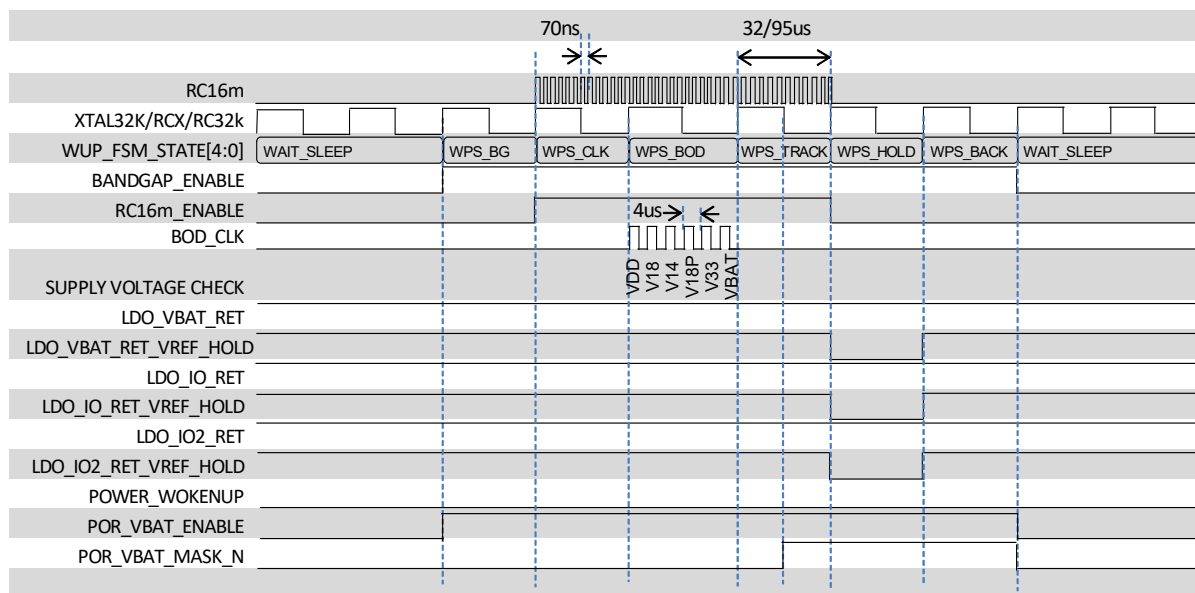 70ns 32/95us
RC16m
XTAL32K/RCX/RC32k
WUP_FSM_STATE[4:0] WAIT_SLEEP WPS_BG WPS_CLK WPS_BOD WPS_TRACK WPS_HOLD WPS_BACK WAIT_SLEEP
BANDGAP_ENABLE
RC16m_ENABLE 4us
BOD_CLK
SUPPLY VOLTAGE CHECK VDD V18 V14 V18P V33 VBAT
LDO_VBAT_RET
LDO_VBAT_RET_VREF_HOLD
LDO_IO_RET
LDO_IO_RET_VREF_HOLD
LDO_IO2_RET
LDO_IO2_RET_VREF_HOLD
POWER_WOKENUP
POR_VBAT_ENABLE
POR_VBAT_MASK_N